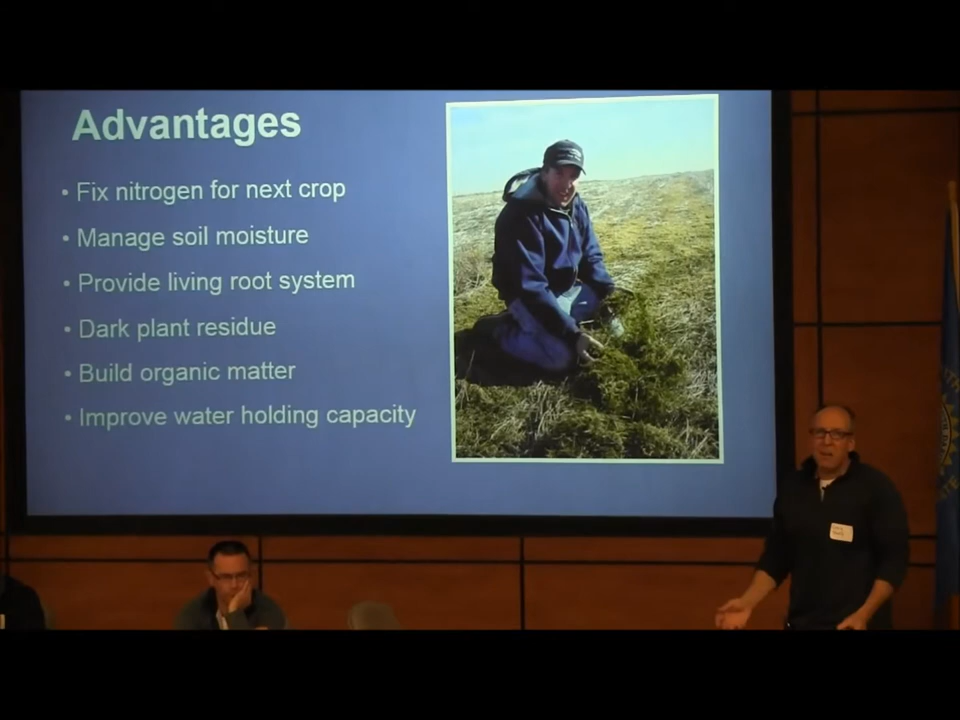 Advantages
• Fix nitrogen for next crop
• Manage soil moisture
• Provide living root system
• Dark plant residue
• Build organic matter
• Improve water holding capacity